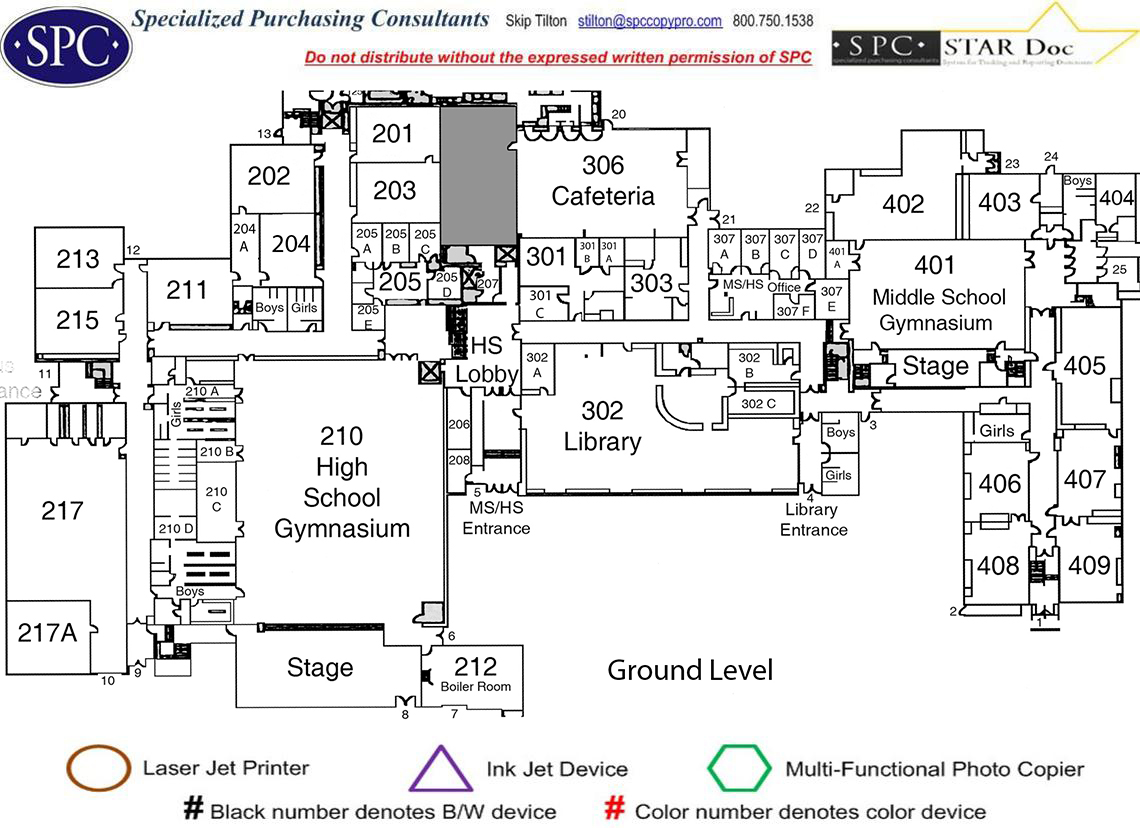 SPC
Specialized Purchasing Consultants Skip Tilton stilton@spccopypro.com 800.750.1538
Do not distribute without the expressed written permission of SPC
SPC STAR Doc
specialized purchasing consultants System for Tracking and Reporting Documents
13
201
20
202
203
306
Cafeteria
22
402
23
24
403
Boys
404
204
A
204
205
A
205
B
205
C
21
307
A
307
B
307
C
307
D
401
A
401
Middle School
Gymnasium
25
213
12
211
215
205
205
D
207
205
E
301
301
B
301
A
301
C
303
MS/HS Office
307 F
307
E
Boys Girls
HS
Lobby
302
A
302
B
302 C
Stage
405
11
ance
210 A
Girls
210 B
210
C
210 D
Boys
210
High
School
Gymnasium
206
208
302
Library
Boys
Girls
3
Girls
5
MS/HS
Entrance
4
Library
Entrance
406
407
408
409
2
1
217
217A
10
9
6
Stage
212
Boiler Room
8
7
Ground Level
Laser Jet Printer
Ink Jet Device
Multi-Functional Photo Copier
# Black number denotes B/W device
# Color number denotes color device